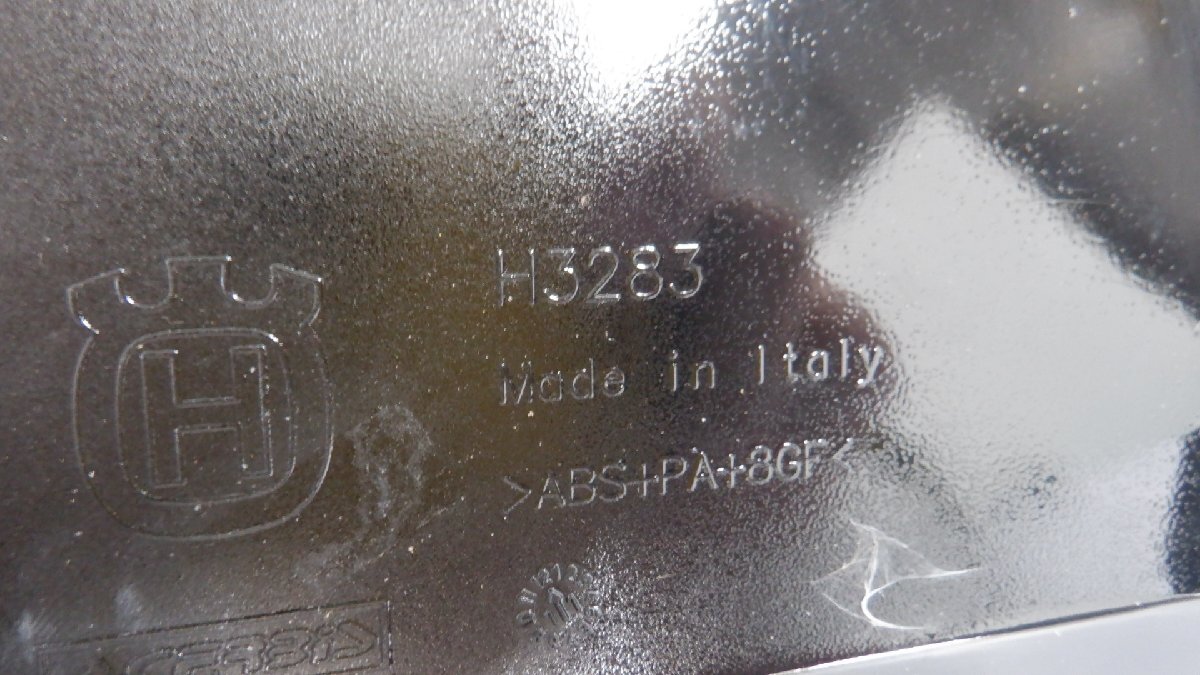 H3283
Made in Italy
>ABS+PA+8GF<
H